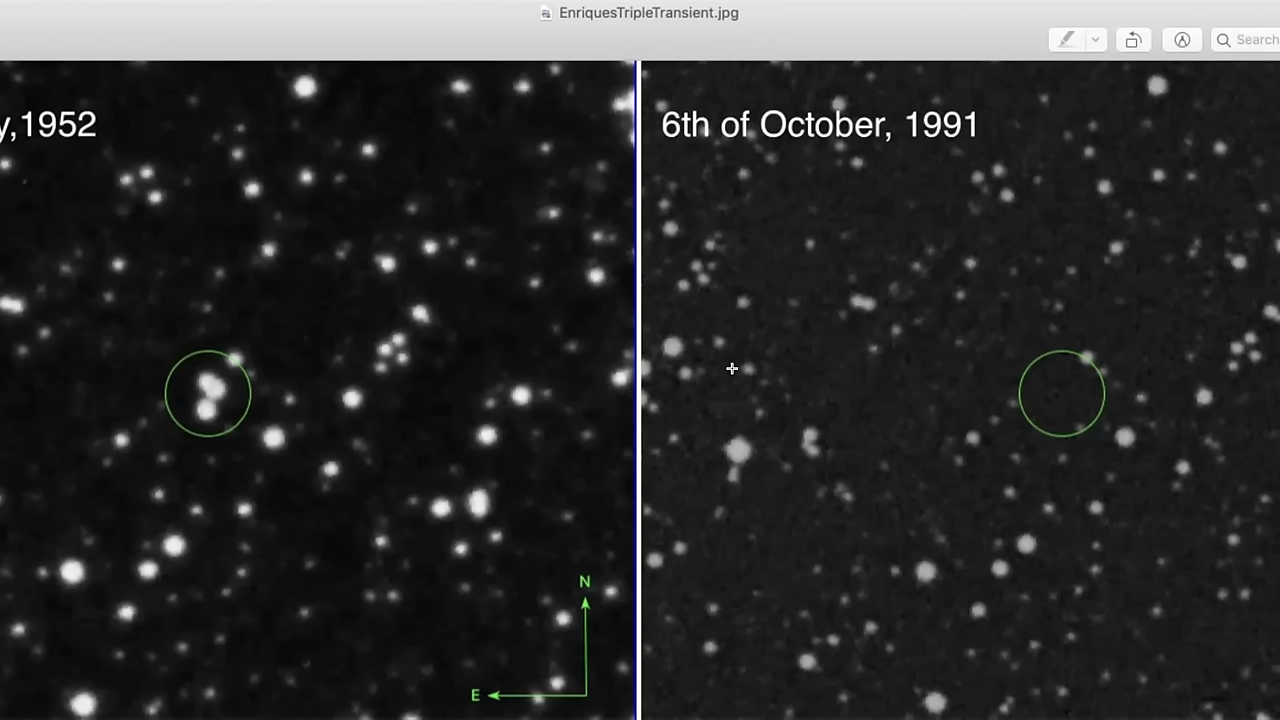 EnriquesTripleTransient.jpg
Search
y,1952
6th of October, 1991
N
E